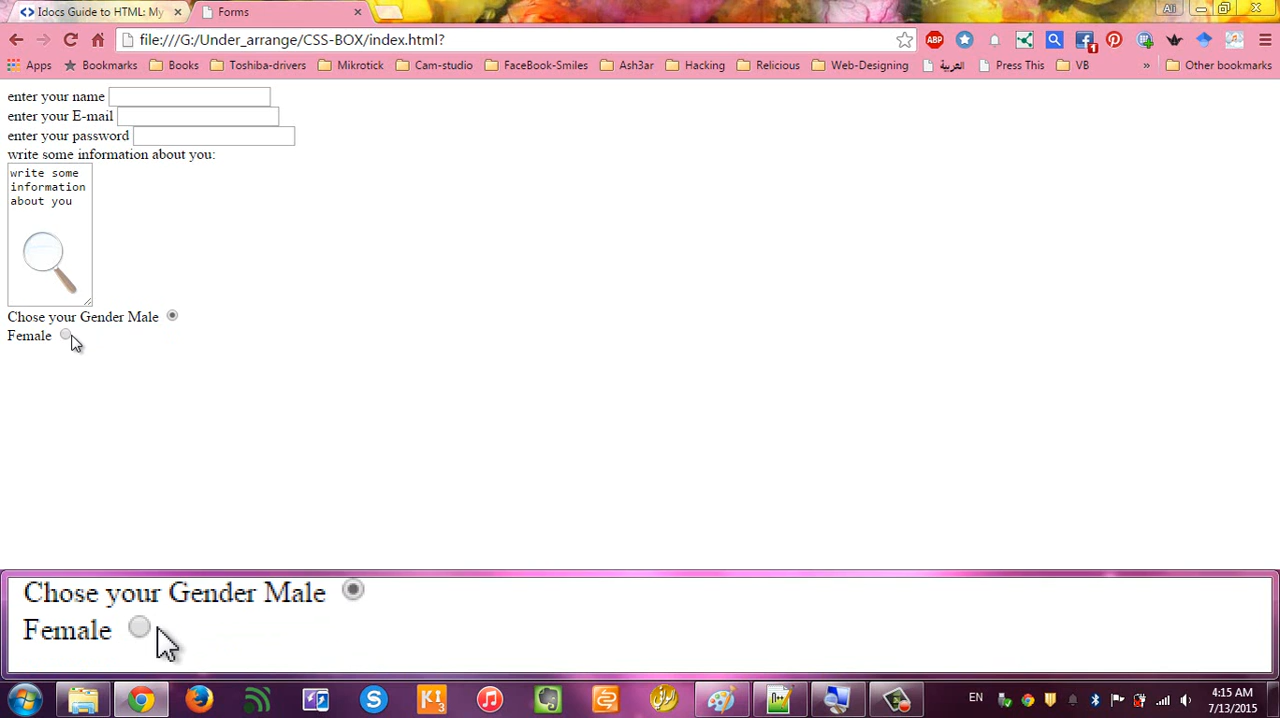 Idocs Guide to HTML: My
Forms
Ali
file:///G:/Under_arrange/CSS-BOX/index.html?
ABP
1
Apps Bookmarks Books Toshiba-drivers Mikrotick Cam-studio FaceBook-Smiles Ash3ar Hacking Relicious Web-Designing العربية Press This VB » Other bookmarks
enter your name
enter your E-mail
enter your password
write some information about you:
write some
information
about you
Chose your Gender Male
Female
Chose your Gender Male
Female
EN
4:15 AM
7/13/2015